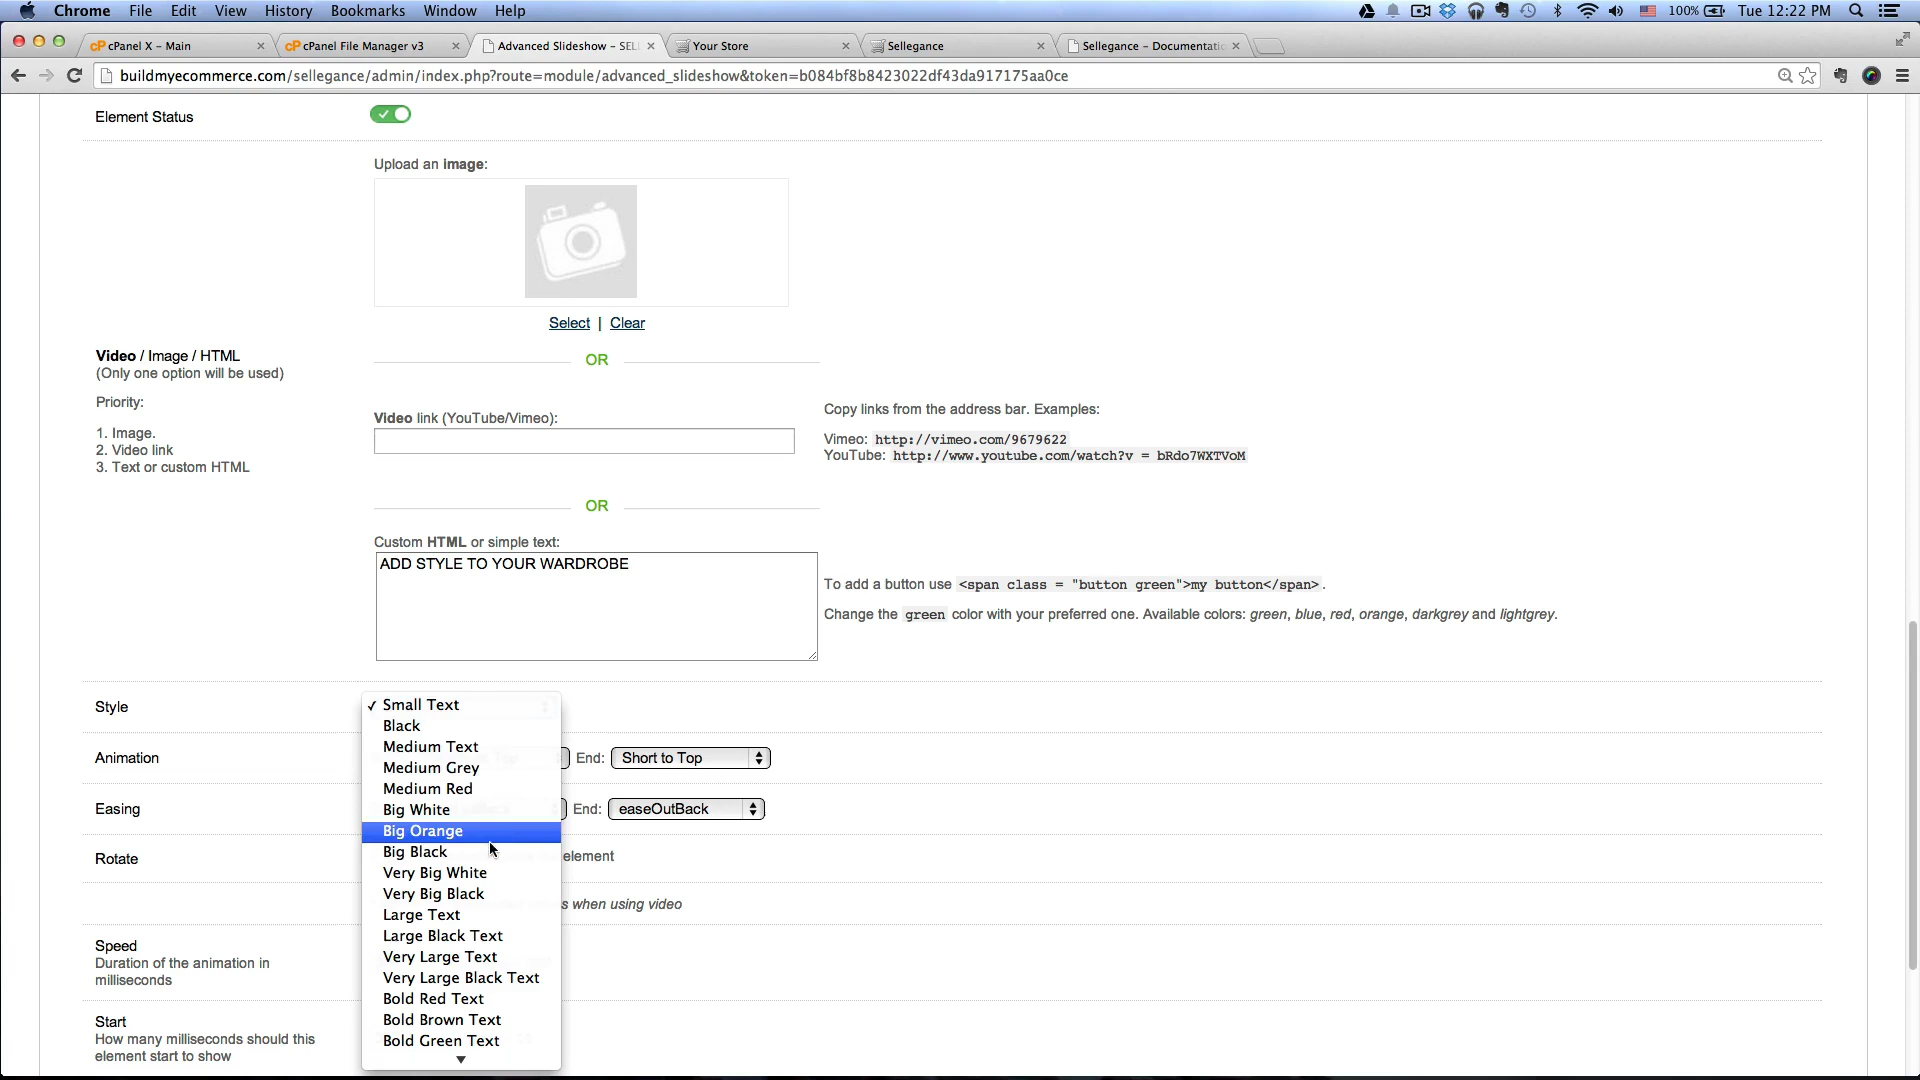 Chrome File Edit View History Bookmarks Window Help 100% Tue 12:22 PM
cPanel X – Main cPanel File Manager v3 Advanced Slideshow – SEL Your Store Sellegance Sellegance – Documentatio
buildmyecommerce.com/sellegance/admin/index.php?route=module/advanced_slideshow&token=b084bf8b8423022df43da917175aa0ce
Element Status
Upload an image:
Select | Clear
Video / Image / HTML
(Only one option will be used)
OR
Priority:
1. Image.
2. Video link
3. Text or custom HTML
Video link (YouTube/Vimeo):
Copy links from the address bar. Examples:
Vimeo: http://vimeo.com/9679622
YouTube: http://www.youtube.com/watch?v = bRdo7WXTVoM
OR
Custom HTML or simple text:
ADD STYLE TO YOUR WARDROBE
To add a button use <span class = "button green">my button</span>.
Change the green color with your preferred one. Available colors: green, blue, red, orange, darkgrey and lightgrey.
Style
✓ Small Text
Black
Medium Text
Medium Grey
Medium Red
Big White
Big Orange
Big Black
Very Big White
Very Big Black
Large Text
Large Black Text
Very Large Text
Very Large Black Text
Bold Red Text
Bold Brown Text
Bold Green Text
Animation
End: Short to Top
Easing
End: easeOutBack
Rotate
element
s when using video
Speed
Duration of the animation in
milliseconds
Start
How many milliseconds should this
element start to show